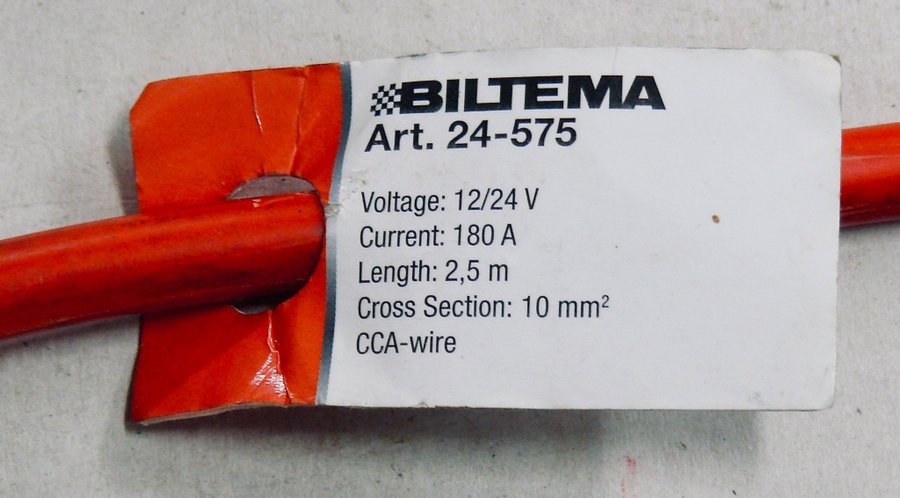 BILTEMA
Art. 24-575
Voltage: 12/24 V
Current: 180 A
Length: 2,5 m
Cross Section: 10 mm²
CCA-wire